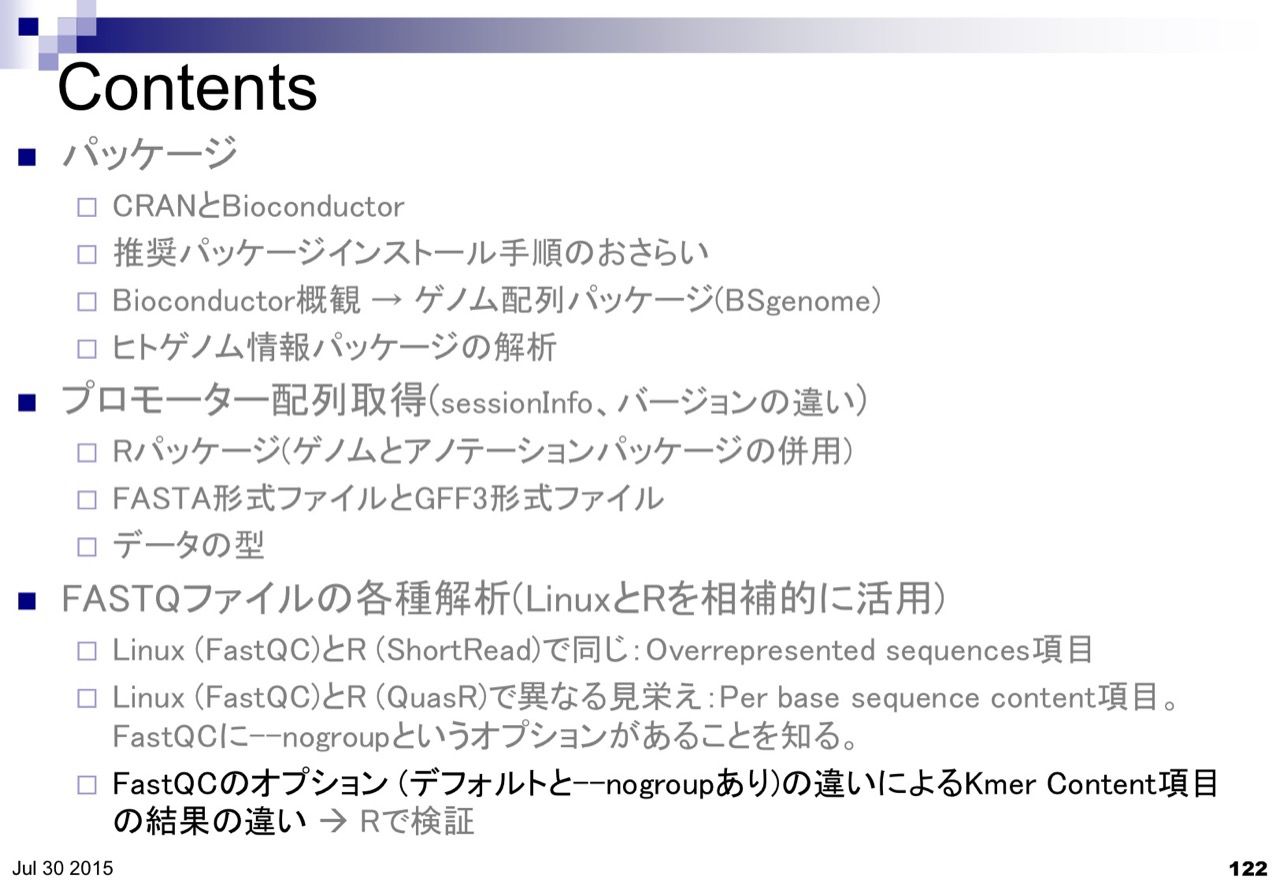 Contents
パッケージ
CRANとBioconductor
推奨パッケージインストール手順のおさらい
Bioconductor概観 → ゲノム配列パッケージ(BSgenome)
ヒトゲノム情報パッケージの解析
プロモーター配列取得(sessionInfo、バージョンの違い)
Rパッケージ(ゲノムとアノテーションパッケージの併用)
FASTA形式ファイルとGFF3形式ファイル
データの型
FASTQファイルの各種解析(LinuxとRを相補的に活用)
Linux (FastQC)とR (ShortRead)で同じ：Overrepresented sequences項目
Linux (FastQC)とR (QuasR)で異なる見栄え：Per base sequence content項目。
FastQCに--nogroupというオプションがあることを知る。
FastQCのオプション (デフォルトと--nogroupあり)の違いによるKmer Content項目
の結果の違い → Rで検証
Jul 30 2015
122